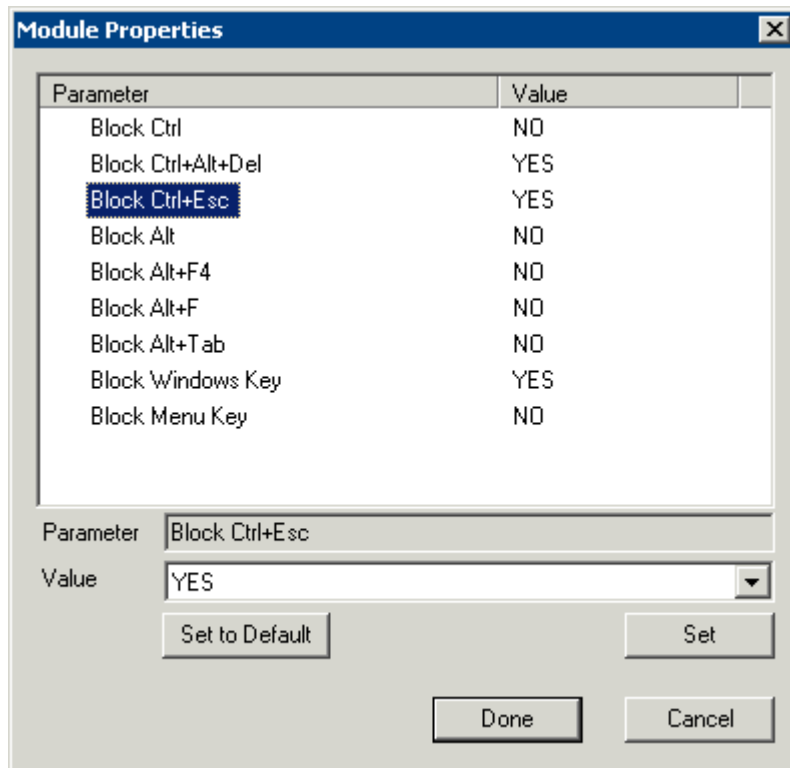 Module Properties
Parameter Value
Block Ctrl NO
Block Ctrl+Alt+Del YES
Block Ctrl+Esc YES
Block Alt NO
Block Alt+F4 NO
Block Alt+F NO
Block Alt+Tab NO
Block Windows Key YES
Block Menu Key NO
Parameter Block Ctrl+Esc
Value YES
Set to Default Set
Done Cancel